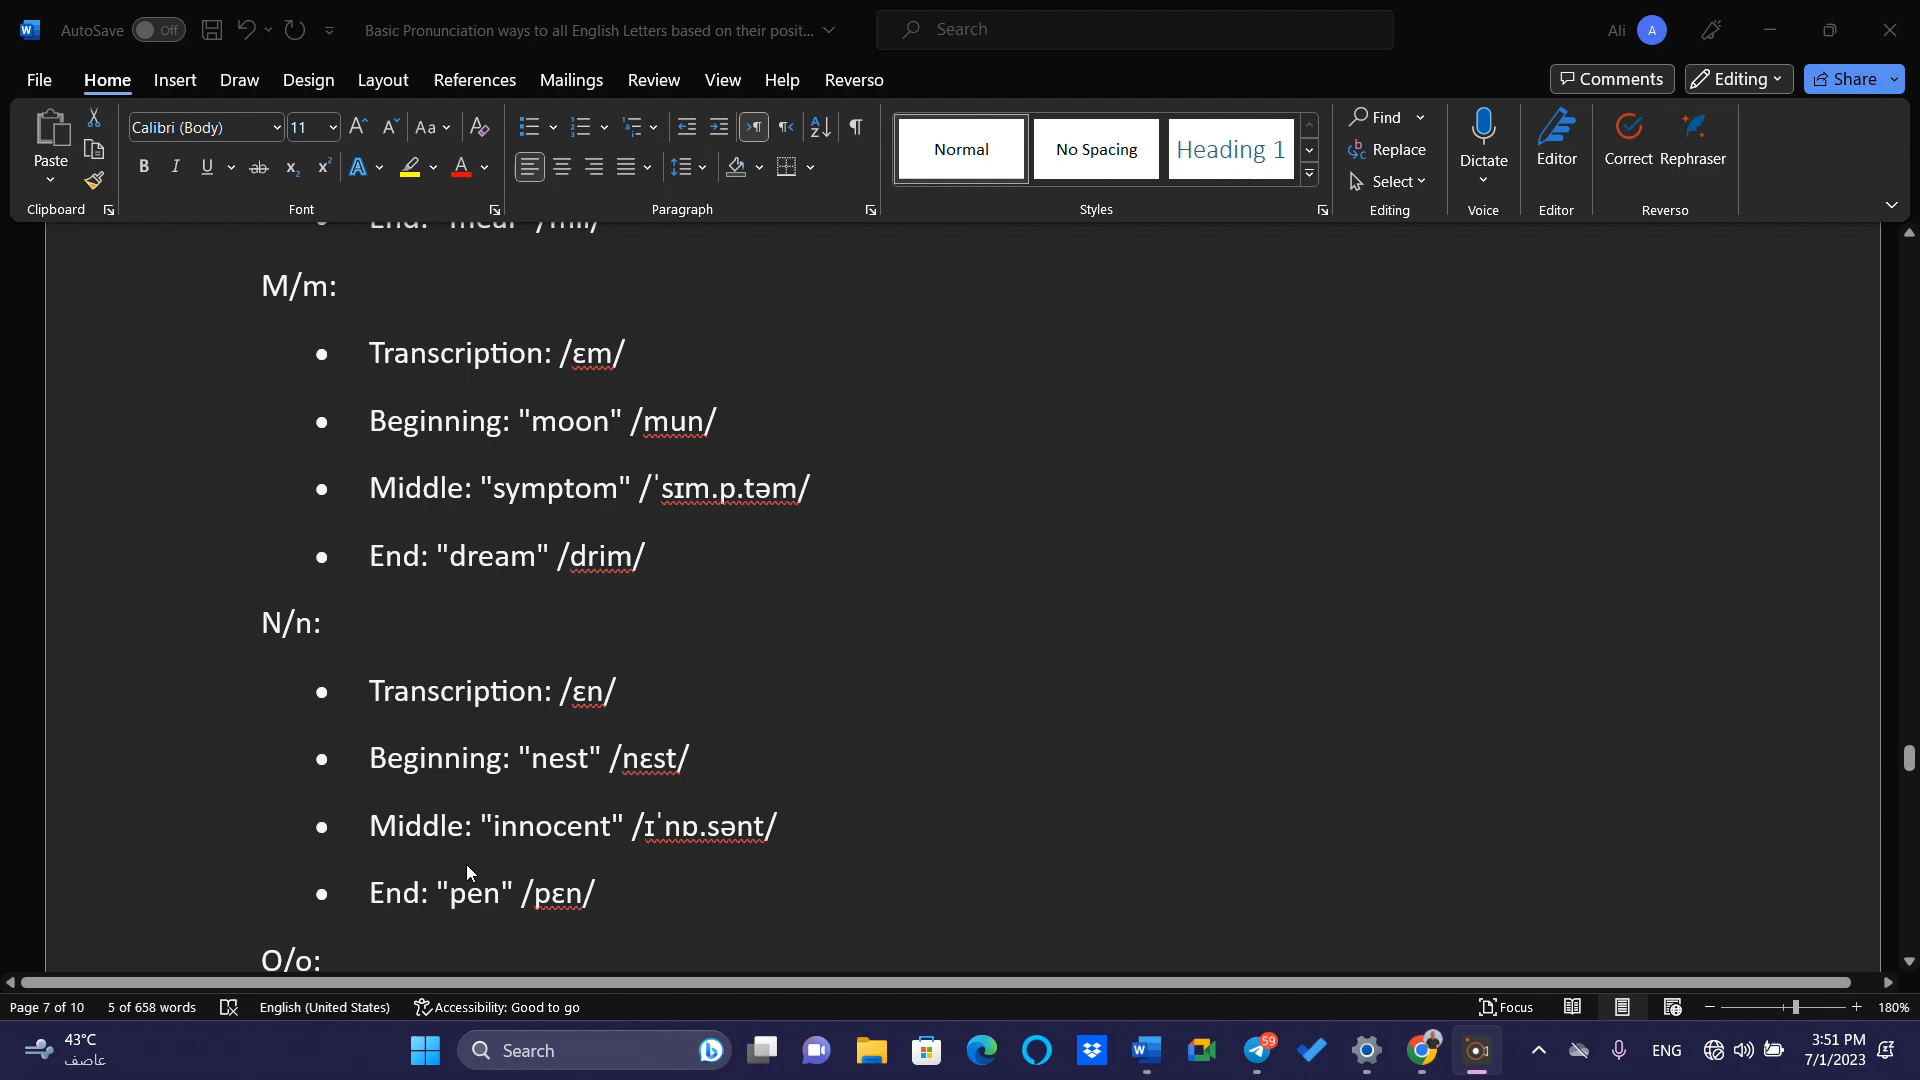 AutoSave Off Basic Pronunciation ways to all English Letters based on their posit... Search Ali A
File Home Insert Draw Design Layout References Mailings Review View Help Reverso Comments Editing Share
Paste Calibri (Body) 11 Normal No Spacing Heading 1 Find Replace Select Dictate Editor Correct Rephraser
Clipboard Font Paragraph Styles Editing Voice Editor Reverso
M/m:
• Transcription: /ɛm/
• Beginning: "moon" /mun/
• Middle: "symptom" /ˈsɪm.p.təm/
• End: "dream" /drim/
N/n:
• Transcription: /ɛn/
• Beginning: "nest" /nɛst/
• Middle: "innocent" /ɪˈnɒ.sənt/
• End: "pen" /pɛn/
O/o:
Page 7 of 10 5 of 658 words English (United States) Accessibility: Good to go Focus 180%
43°C
عاصف
Search 59 ENG 3:51 PM
7/1/2023